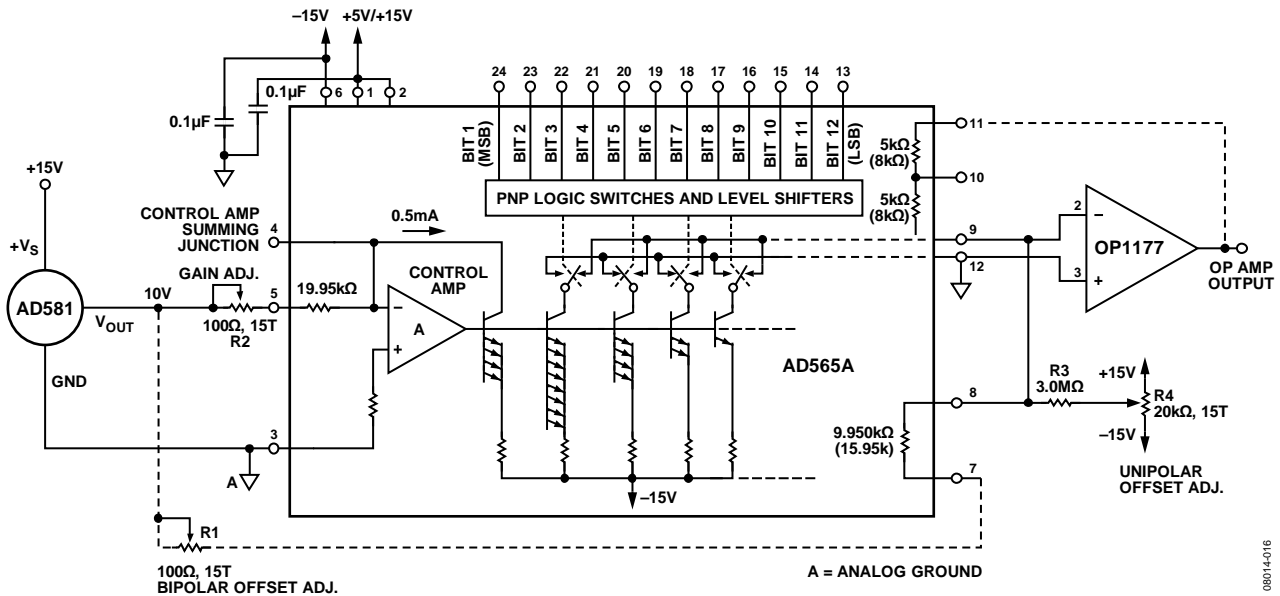 –15V
+5V/+15V
0.1µF
0.1µF
6
1
2
24
23
22
21
20
19
18
17
16
15
14
13
BIT 1
(MSB)
BIT 2
BIT 3
BIT 4
BIT 5
BIT 6
BIT 7
BIT 8
BIT 9
BIT 10
BIT 11
BIT 12
(LSB)
PNP LOGIC SWITCHES AND LEVEL SHIFTERS
5kΩ
(8kΩ)
5kΩ
(8kΩ)
11
10
9
12
2
–
3
+
OP1177
OP AMP
OUTPUT
+15V
+VS
AD581
GND
VOUT
10V
CONTROL AMP
SUMMING
JUNCTION
4
0.5mA
GAIN ADJ.
5
100Ω, 15T
R2
19.95kΩ
CONTROL
AMP
–
A
+
3
A
AD565A
–15V
9.950kΩ
(15.95k)
8
7
R3
3.0MΩ
+15V
R4
20kΩ, 15T
–15V
UNIPOLAR
OFFSET ADJ.
R1
100Ω, 15T
BIPOLAR OFFSET ADJ.
A = ANALOG GROUND
08014-016